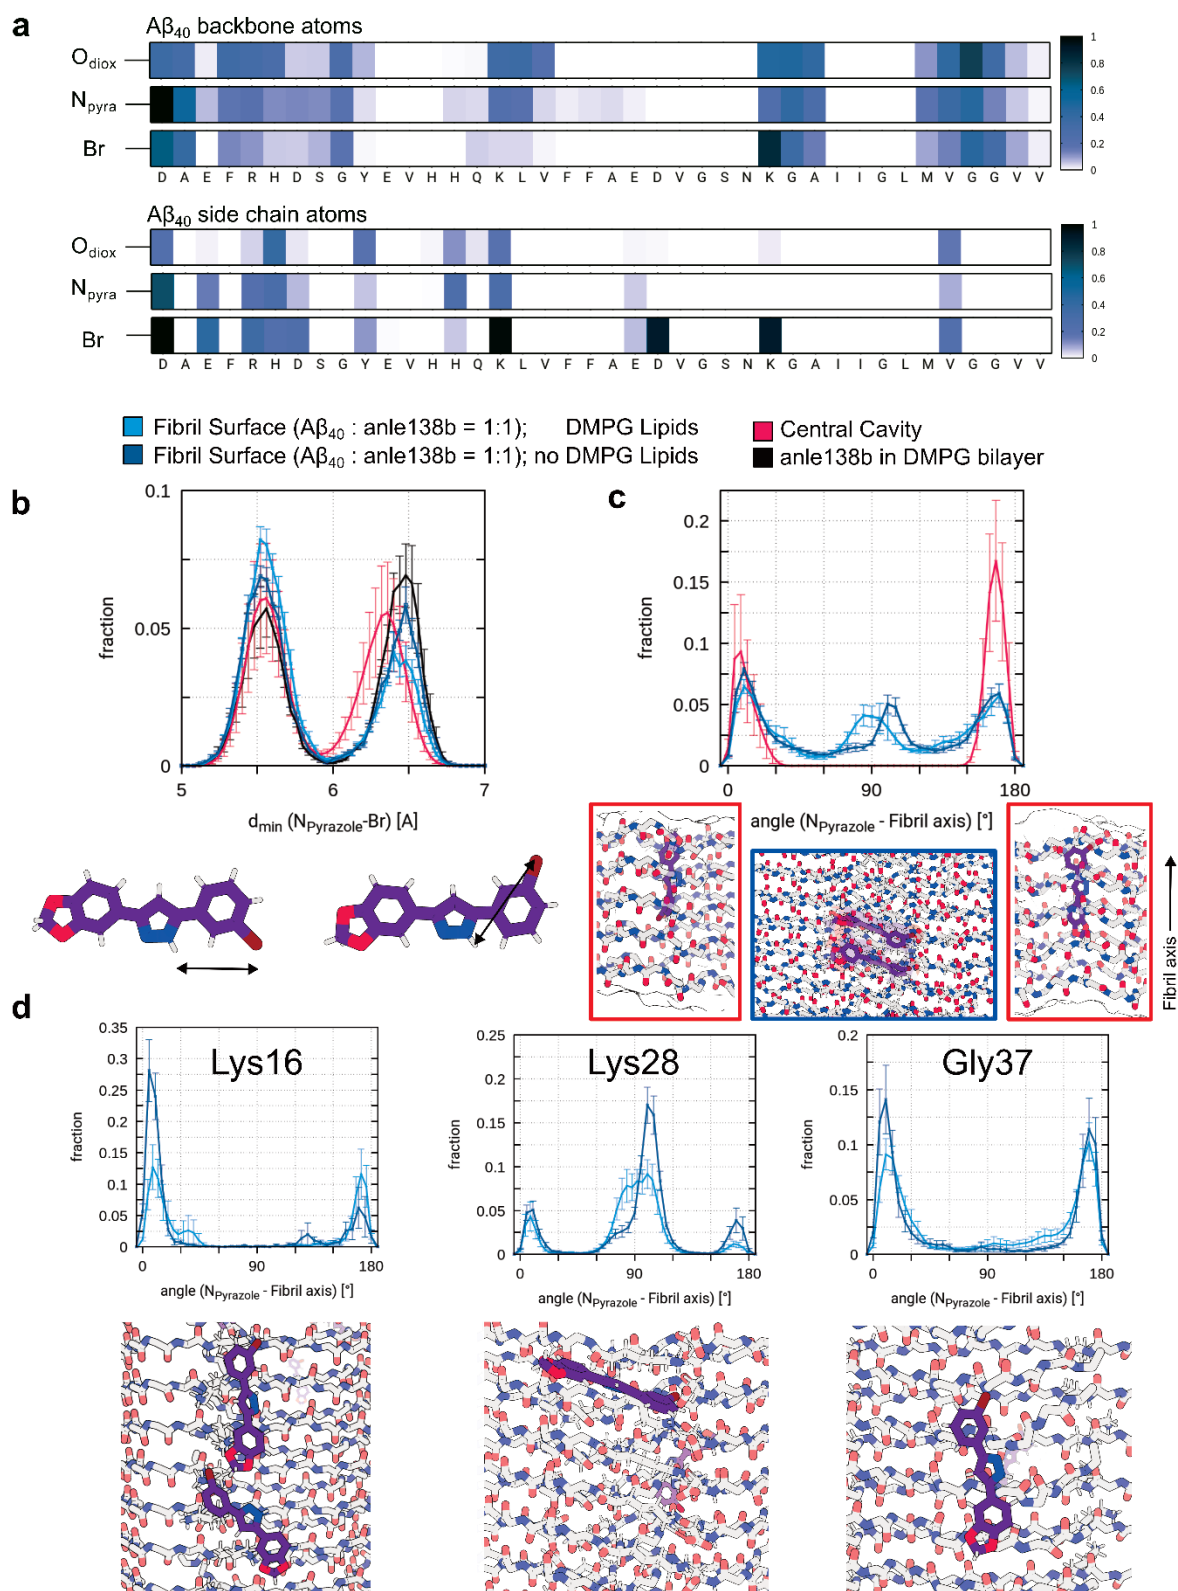 a
Aβ40 backbone atoms
Odiox
Npyra
Br
1
0.8
0.6
0.4
0.2
0
D A E F R H D S G Y E V H H Q K L V F F A E D V G S N K G A I I G L M V G G V V
Aβ40 side chain atoms
Odiox
Npyra
Br
1
0.8
0.6
0.4
0.2
0
D A E F R H D S G Y E V H H Q K L V F F A E D V G S N K G A I I G L M V G G V V
Fibril Surface (Aβ40 : anle138b = 1:1); DMPG Lipids
Fibril Surface (Aβ40 : anle138b = 1:1); no DMPG Lipids
Central Cavity
anle138b in DMPG bilayer
b
0.1
0.05
0
fraction
5 6 7
dmin (NPyrazole-Br) [A]
c
0.2
0.15
0.1
0.05
0
fraction
0 90 180
angle (NPyrazole - Fibril axis) [°]
Fibril axis
d
Lys16
0.35
0.3
0.25
0.2
0.15
0.1
0.05
0
fraction
0 90 180
angle (NPyrazole - Fibril axis) [°]
Lys28
0.25
0.2
0.15
0.1
0.05
0
fraction
0 90 180
angle (NPyrazole - Fibril axis) [°]
Gly37
0.2
0.15
0.1
0.05
0
fraction
0 90 180
angle (NPyrazole - Fibril axis) [°]